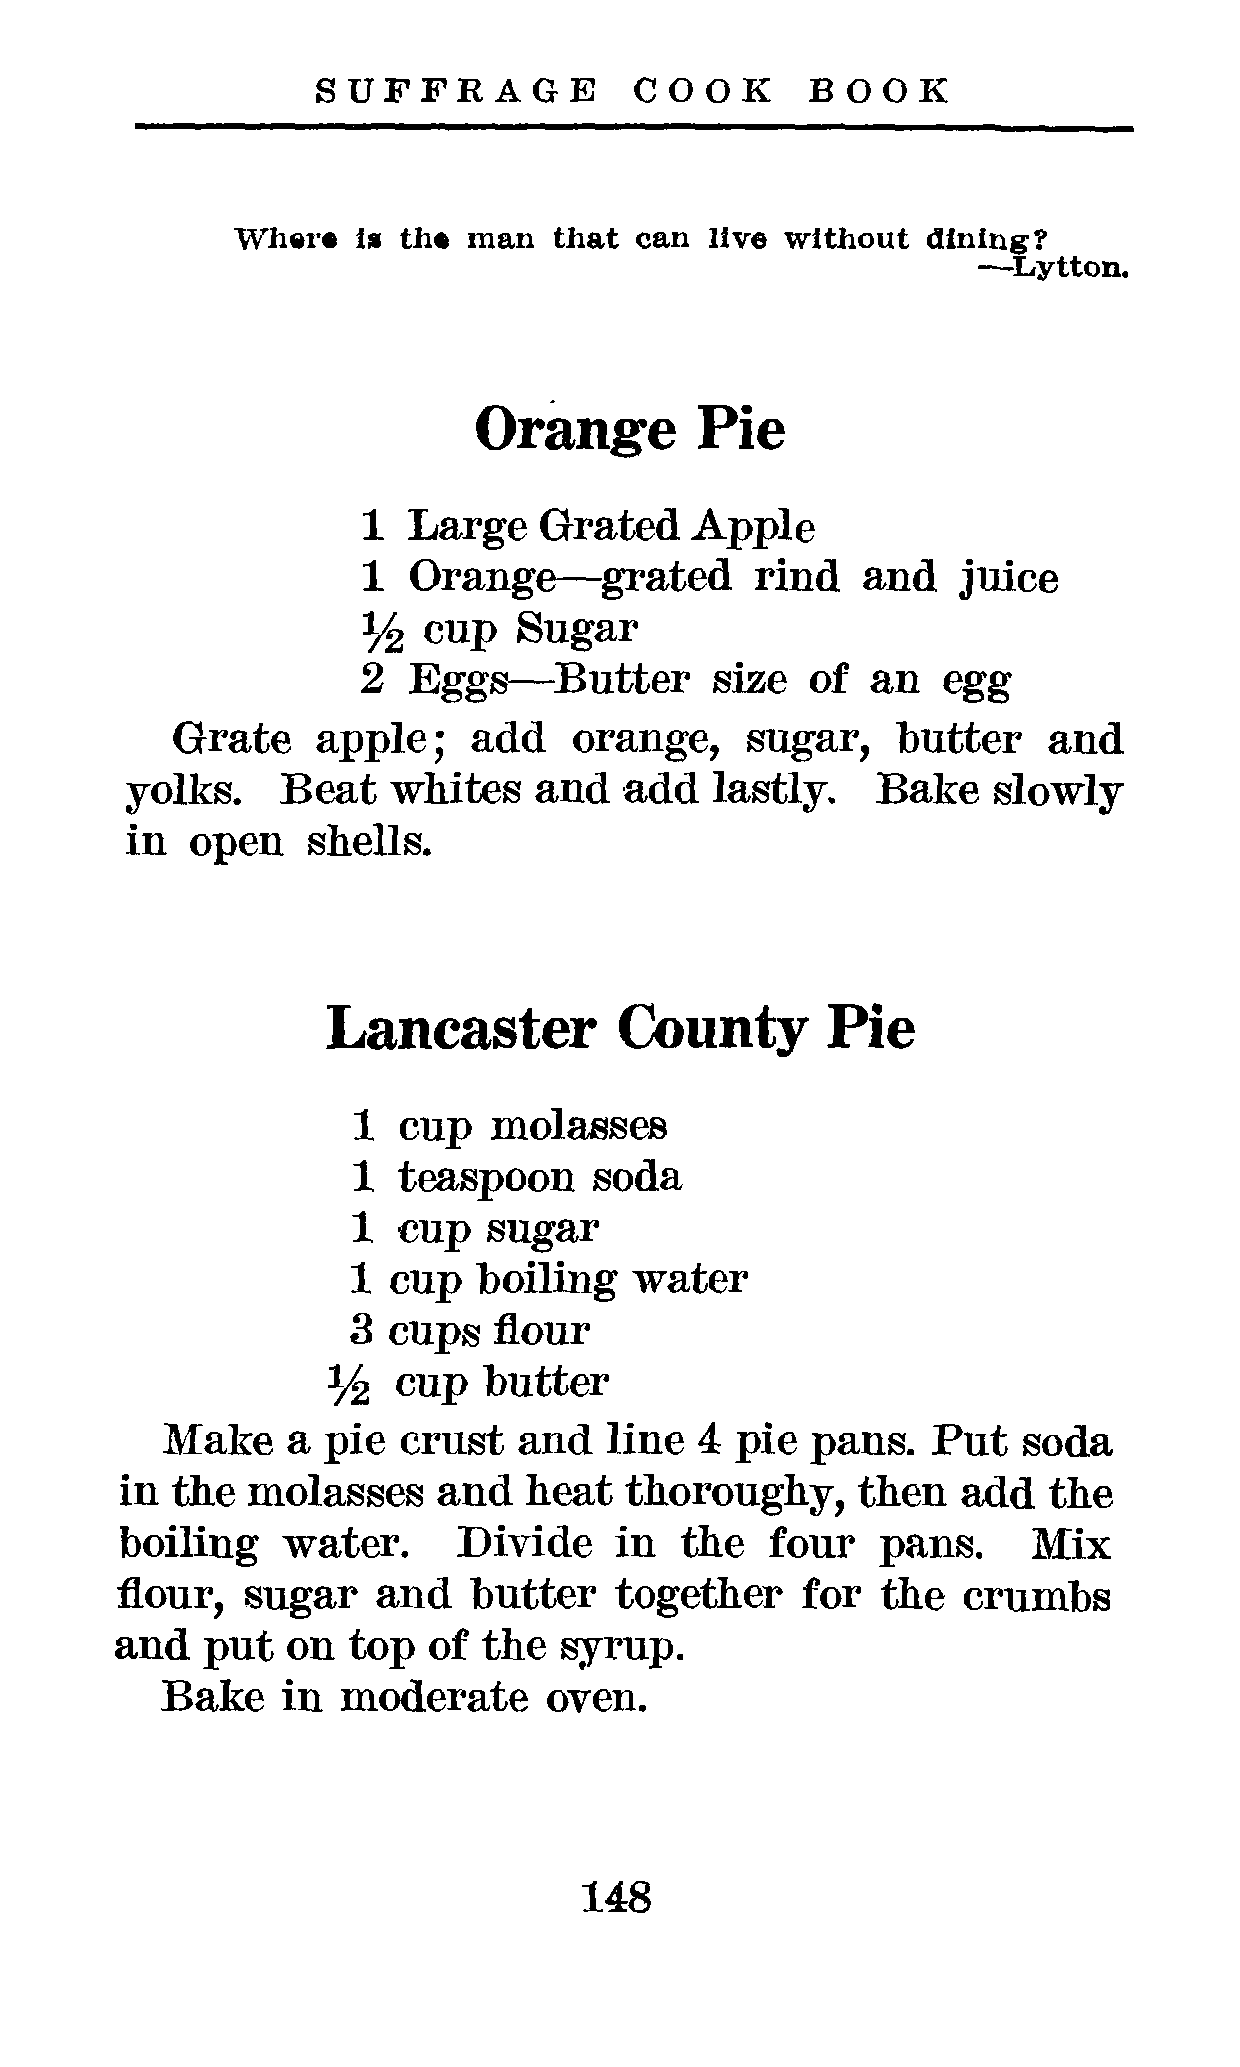 SUFFRAGE COOK BOOK
Where is the man that can live without dining?
—Lytton.
Orange Pie
1 Large Grated Apple
1 Orange—grated rind and juice
½ cup Sugar
2 Eggs—Butter size of an egg
Grate apple; add orange, sugar, butter and
yolks. Beat whites and add lastly. Bake slowly
in open shells.
Lancaster County Pie
1 cup molasses
1 teaspoon soda
1 cup sugar
1 cup boiling water
3 cups flour
½ cup butter
Make a pie crust and line 4 pie pans. Put soda
in the molasses and heat thoroughy, then add the
boiling water. Divide in the four pans. Mix
flour, sugar and butter together for the crumbs
and put on top of the syrup.
Bake in moderate oven.
148